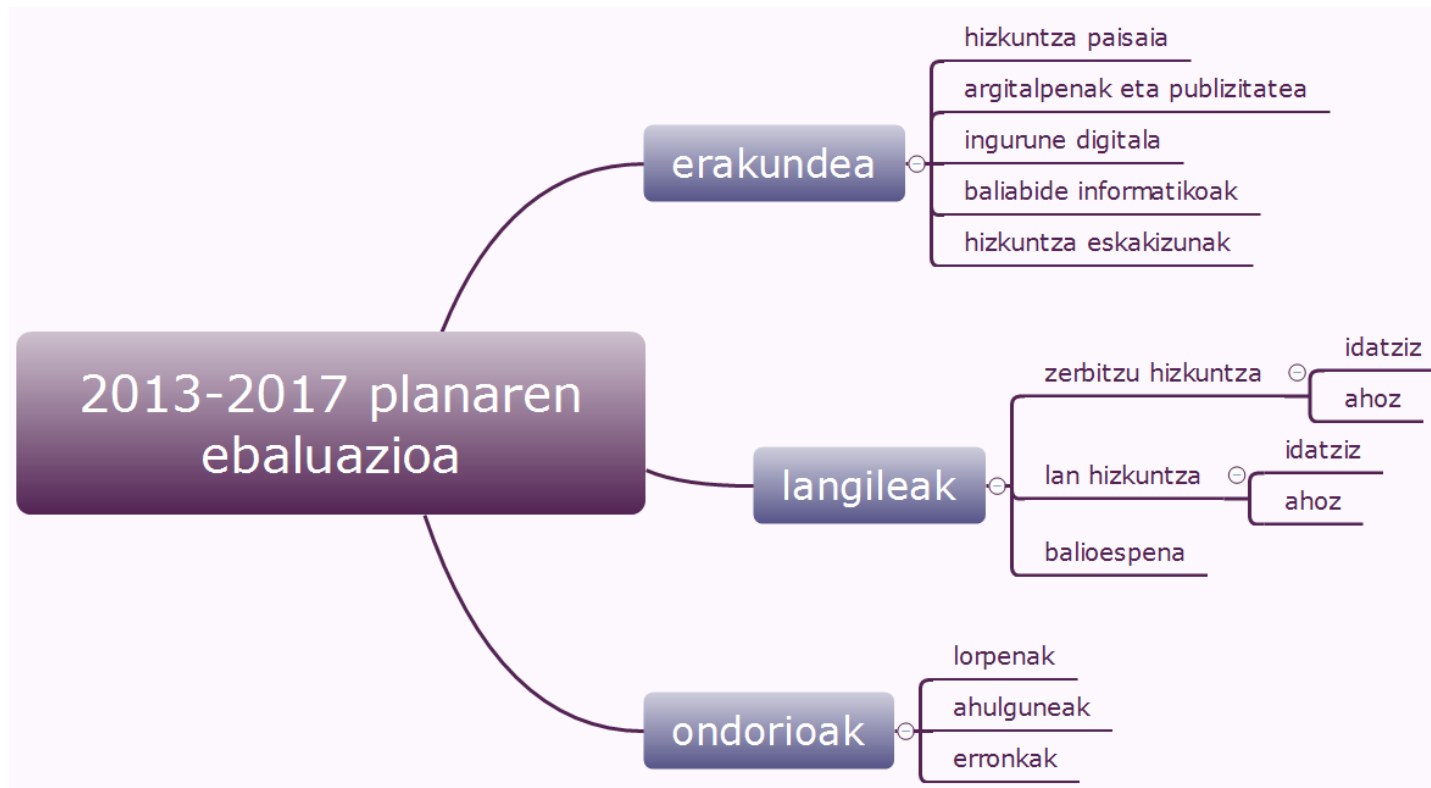 2013-2017 planaren
ebaluazioa
erakundea
hizkuntza paisaia
argitalpenak eta publizitatea
ingurune digitala
baliabide informatikoak
hizkuntza eskakizunak
langileak
zerbitzu hizkuntza
idatziz
ahoz
lan hizkuntza
idatziz
ahoz
balioespena
ondorioak
lorpenak
ahulguneak
erronkak